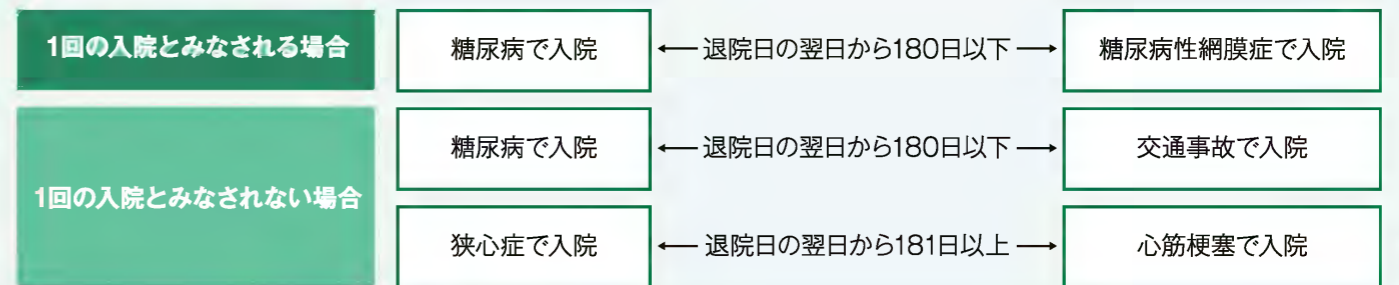 1回の入院とみなされる場合
糖尿病で入院
退院日の翌日から180日以下
糖尿病性網膜症で入院
1回の入院とみなされない場合
糖尿病で入院
退院日の翌日から180日以下
交通事故で入院
狭心症で入院
退院日の翌日から181日以上
心筋梗塞で入院